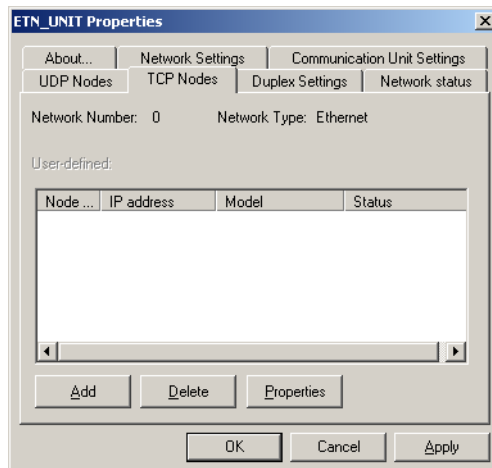 ETN_UNIT Properties
About... Network Settings Communication Unit Settings
UDP Nodes TCP Nodes Duplex Settings Network status
Network Number: 0 Network Type: Ethernet
User-defined:
Node ... IP address Model Status
Add Delete Properties
OK Cancel Apply